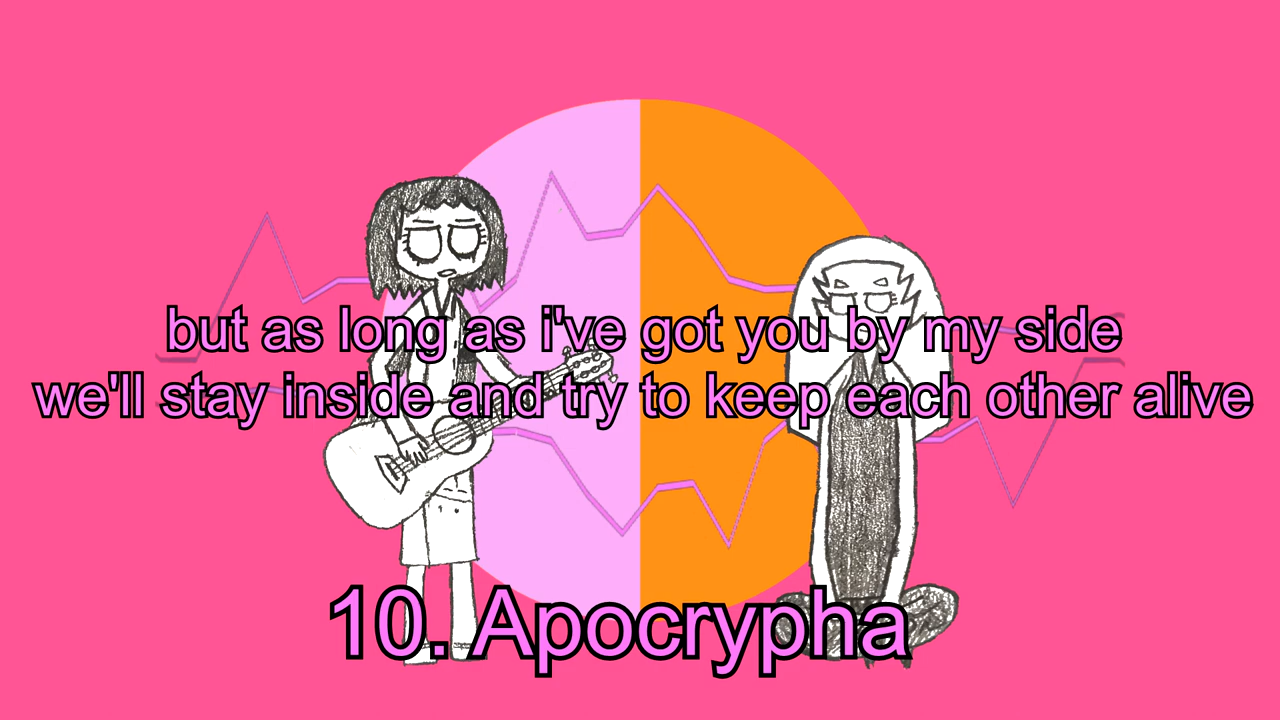 but as long as i've got you by my side
we'll stay inside and try to keep each other alive
10. Apocrypha